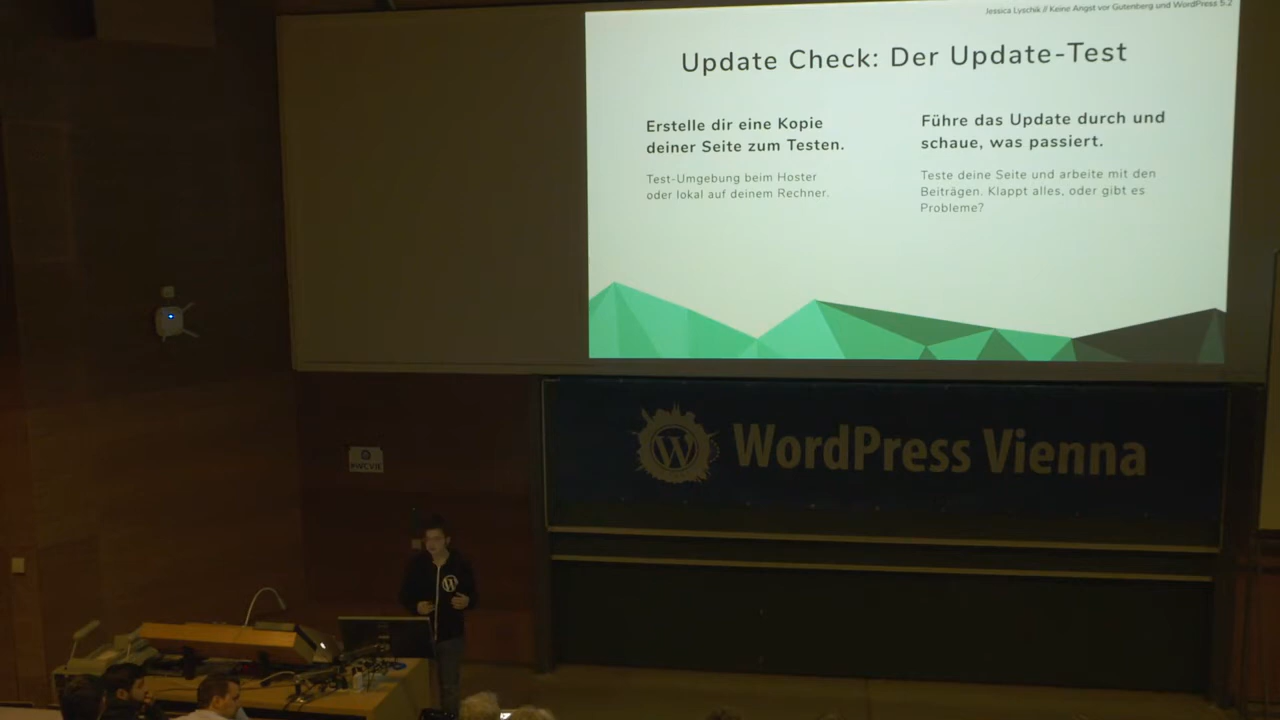 Jessica Lyschik // Keine Angst vor Gutenberg und WordPress 5.2
Update Check: Der Update-Test
Erstelle dir eine Kopie
deiner Seite zum Testen.
Test-Umgebung beim Hoster
oder lokal auf deinem Rechner.
Führe das Update durch und
schaue, was passiert.
Teste deine Seite und arbeite mit den
Beiträgen. Klappt alles, oder gibt es
Probleme?
WordPress Vienna
#WCVIE